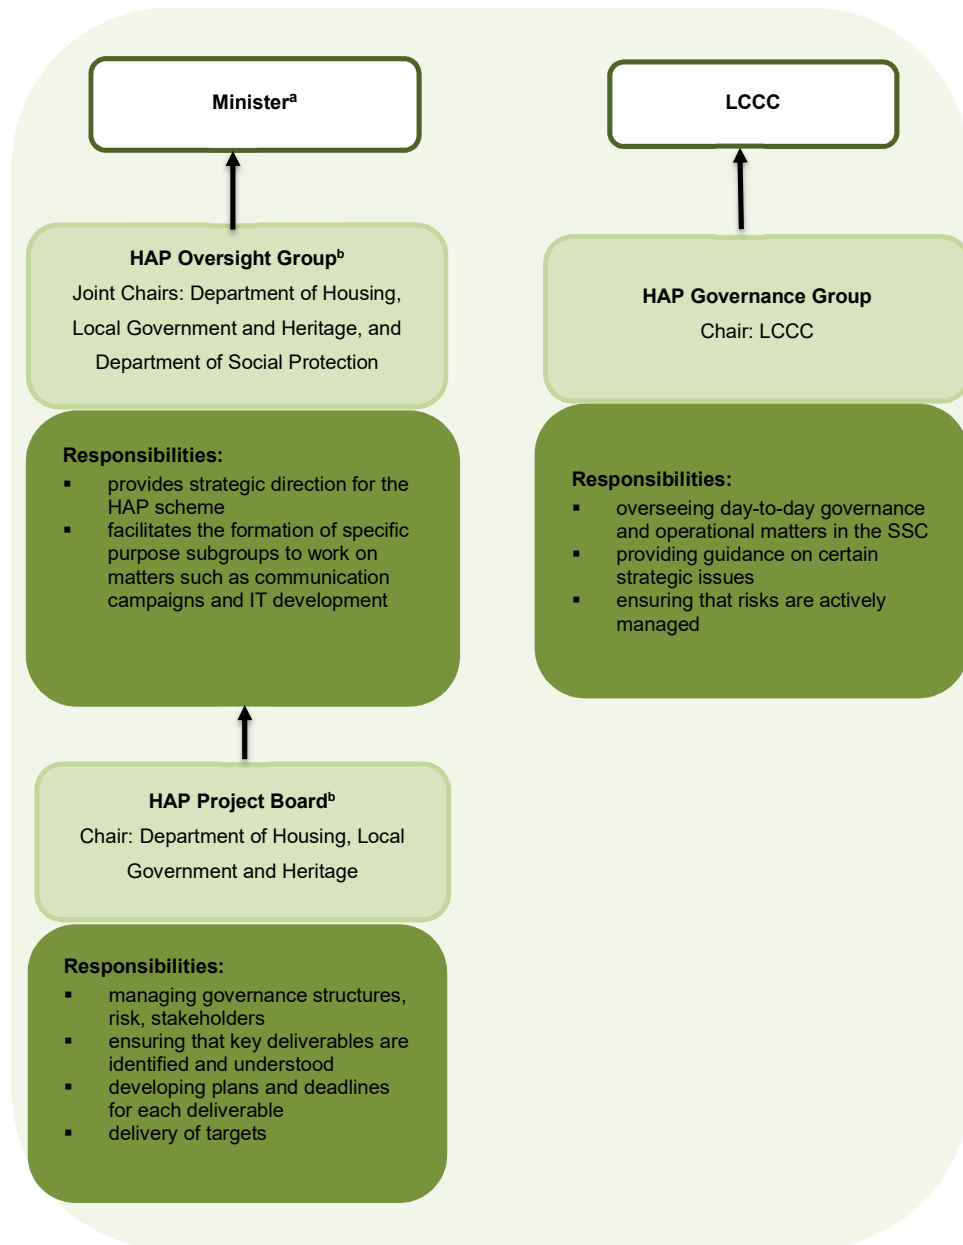 Ministerᵃ
HAP Oversight Groupᵇ
Joint Chairs: Department of Housing,
Local Government and Heritage, and
Department of Social Protection
Responsibilities:
▪ provides strategic direction for the
HAP scheme
▪ facilitates the formation of specific
purpose subgroups to work on
matters such as communication
campaigns and IT development
HAP Project Boardᵇ
Chair: Department of Housing, Local
Government and Heritage
Responsibilities:
▪ managing governance structures,
risk, stakeholders
▪ ensuring that key deliverables are
identified and understood
▪ developing plans and deadlines
for each deliverable
▪ delivery of targets
LCCC
HAP Governance Group
Chair: LCCC
Responsibilities:
▪ overseeing day-to-day governance
and operational matters in the SSC
▪ providing guidance on certain
strategic issues
▪ ensuring that risks are actively
managed